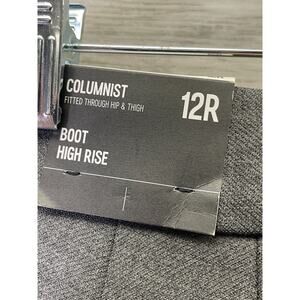 COLUMNIST
FITTED THROUGH HIP & THIGH
12R
BOOT
HIGH RISE